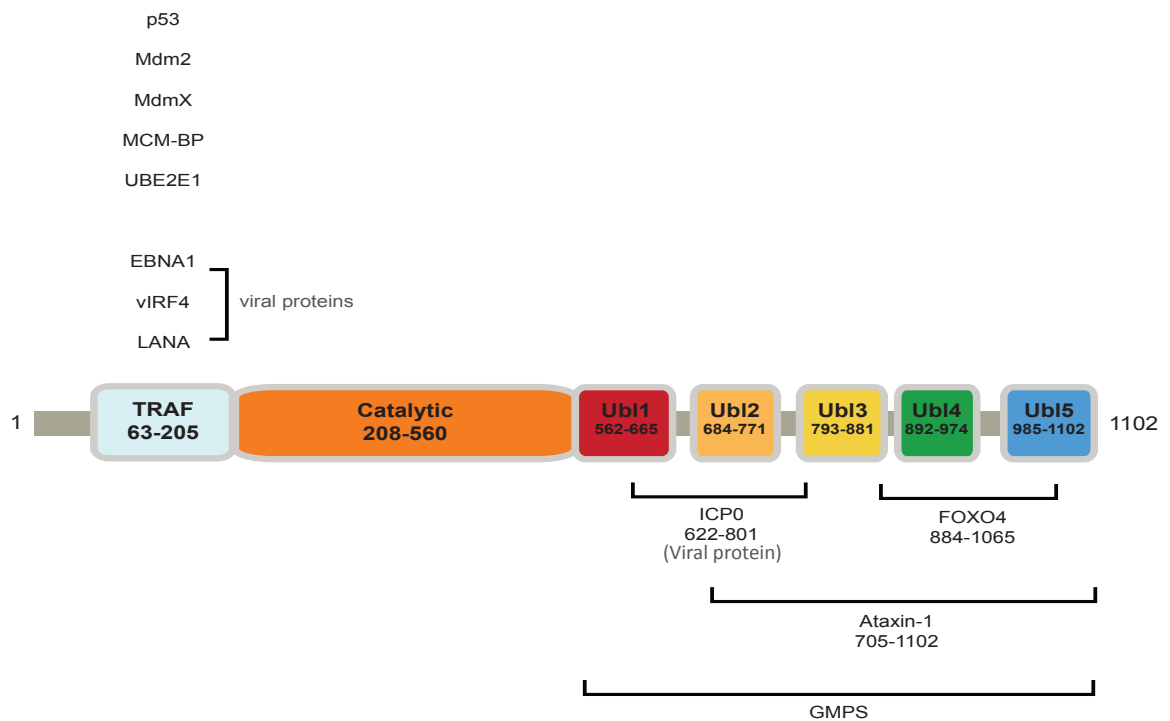 p53
Mdm2
MdmX
MCM-BP
UBE2E1
EBNA1
vIRF4
viral proteins
LANA
1
TRAF
63-205
Catalytic
208-560
Ubl1
562-665
Ubl2
684-771
Ubl3
793-881
Ubl4
892-974
Ubl5
985-1102
1102
ICP0
622-801
(Viral protein)
FOXO4
884-1065
Ataxin-1
705-1102
GMPS